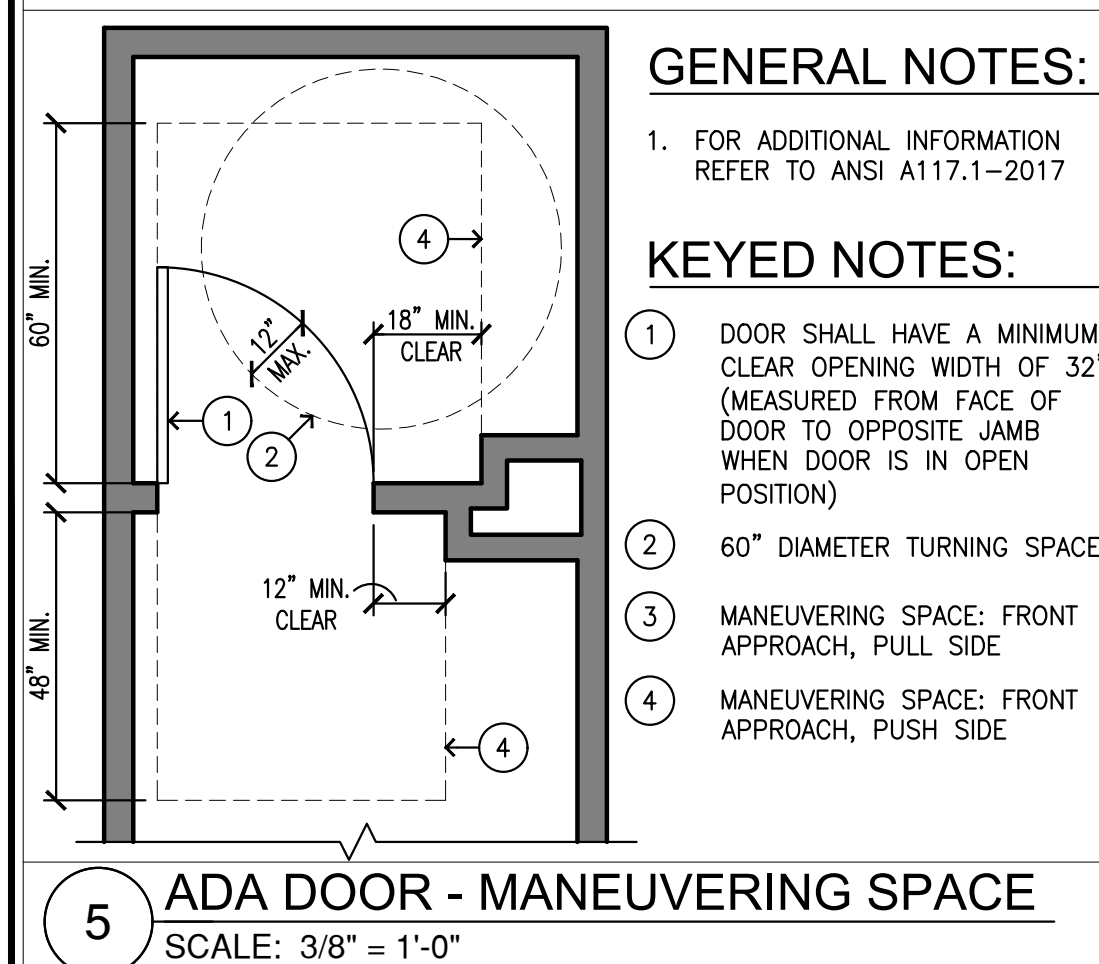 60” MIN.
4
18” MIN.
CLEAR
12”
MAX.
1
2
12” MIN.
CLEAR
48” MIN.
4
GENERAL NOTES:
1. FOR ADDITIONAL INFORMATION
REFER TO ANSI A117.1–2017
KEYED NOTES:
1 DOOR SHALL HAVE A MINIMUM
CLEAR OPENING WIDTH OF 32"
(MEASURED FROM FACE OF
DOOR TO OPPOSITE JAMB
WHEN DOOR IS IN OPEN
POSITION)
2 60” DIAMETER TURNING SPACE
3 MANEUVERING SPACE: FRONT
APPROACH, PULL SIDE
4 MANEUVERING SPACE: FRONT
APPROACH, PUSH SIDE
5 ADA DOOR - MANEUVERING SPACE
SCALE: 3/8" = 1'-0"